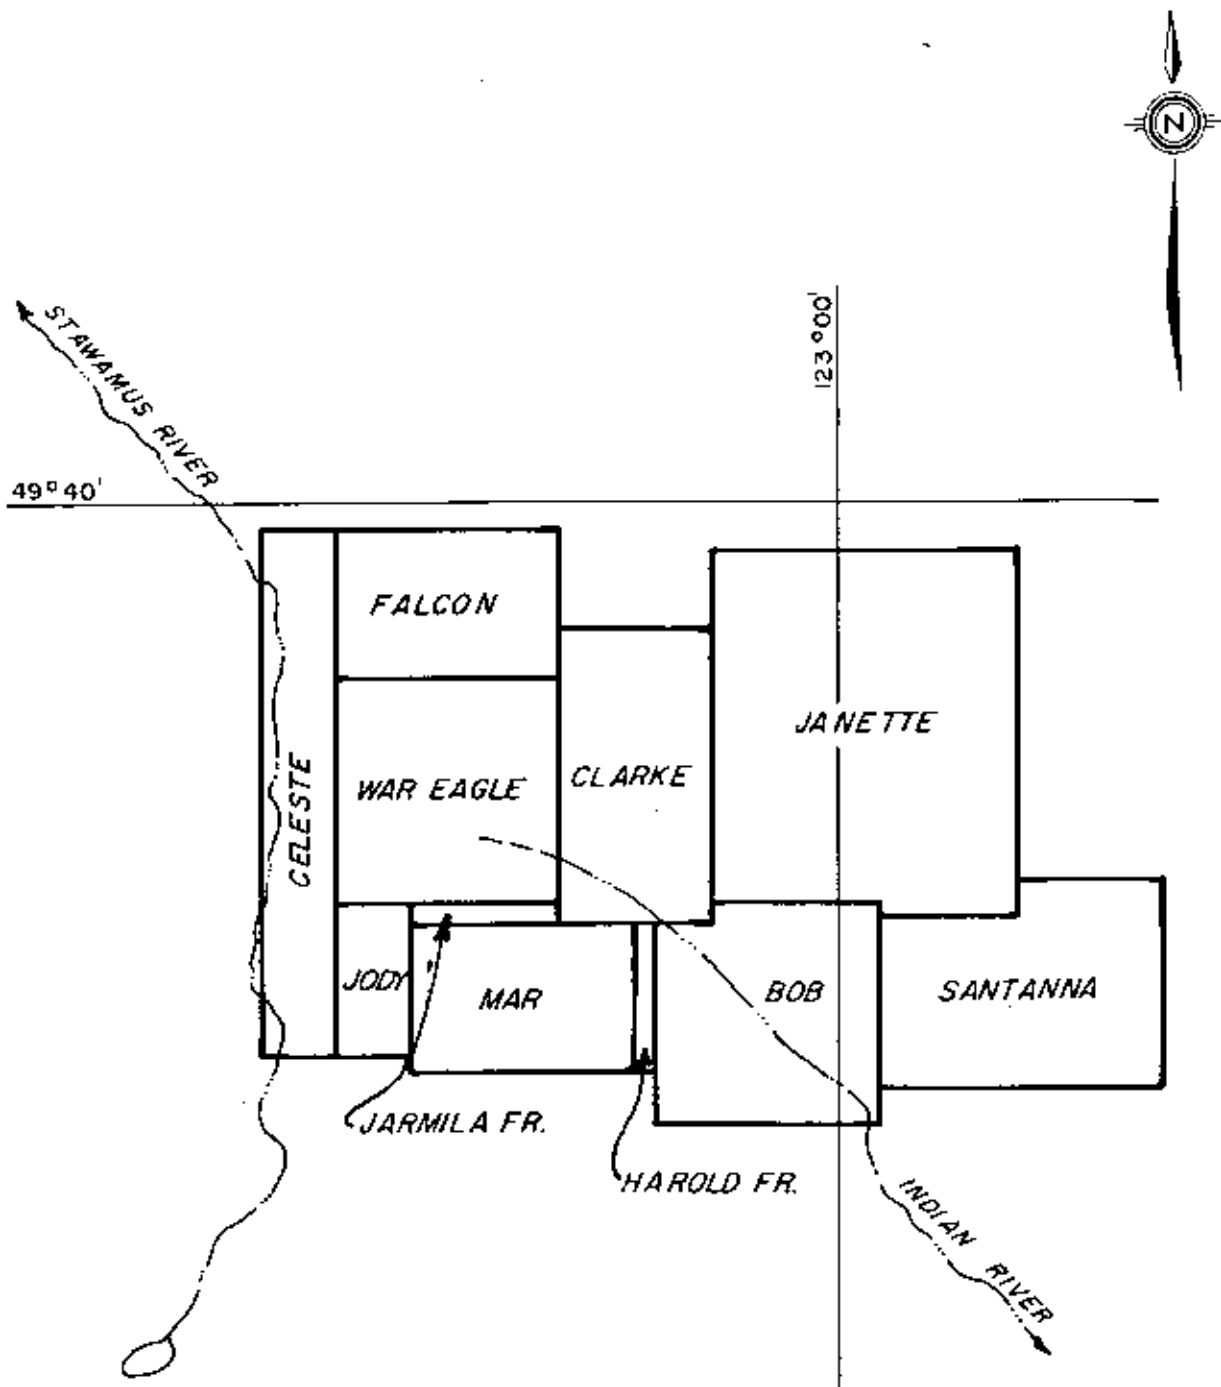 N
STAWAMUS RIVER
123°00'
49°40'
FALCON
JANETTE
CELESTE
WAR EAGLE
CLARKE
JODY
MAR
BOB
SANTANNA
JARMILA FR.
HAROLD FR.
INDIAN RIVER